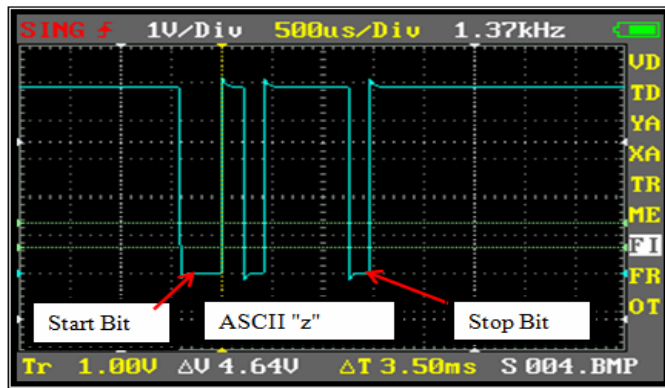 SING 1V/Div 500us/Div 1.37kHz
VD
TD
YA
XA
TR
ME
FI
FR
OT
Start Bit ASCII "z" Stop Bit
Tr 1.00V ΔV 4.64V ΔT 3.50ms S 004.BMP